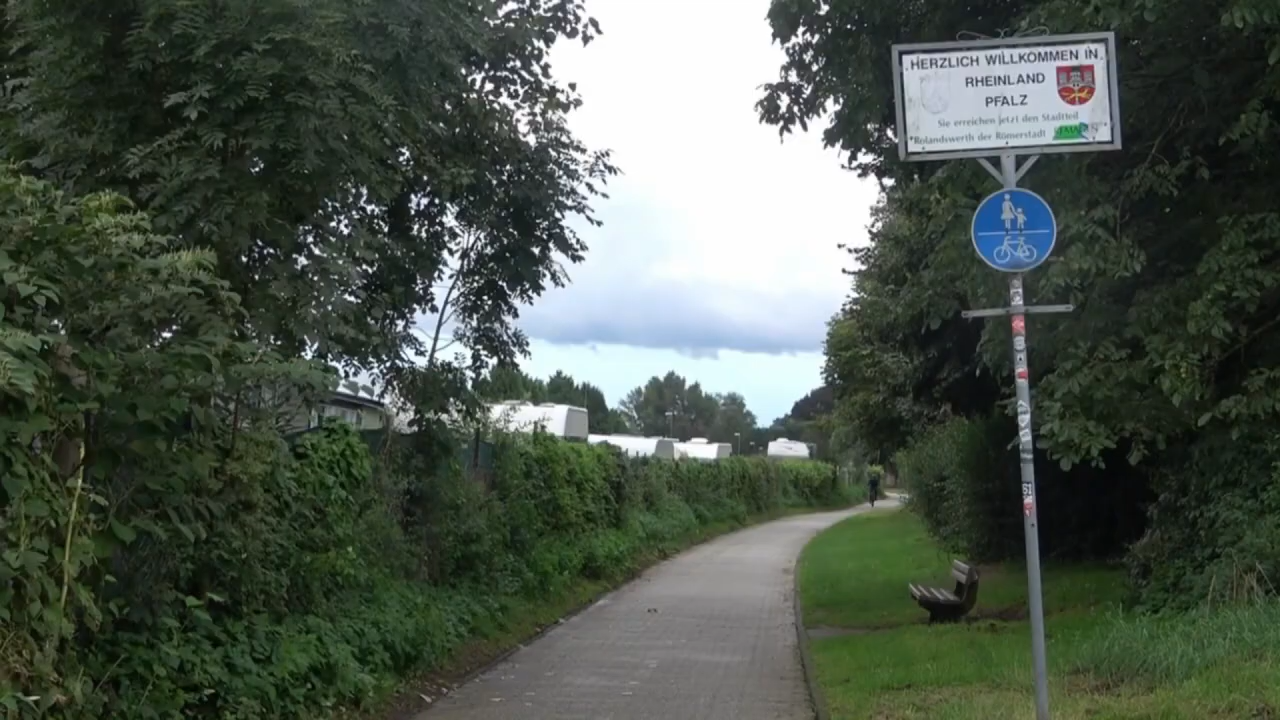 HERZLICH WILLKOMMEN IN
RHEINLAND
PFALZ
Sie erreichen jetzt den Stadtteil
Rolandswerth der Römerstadt